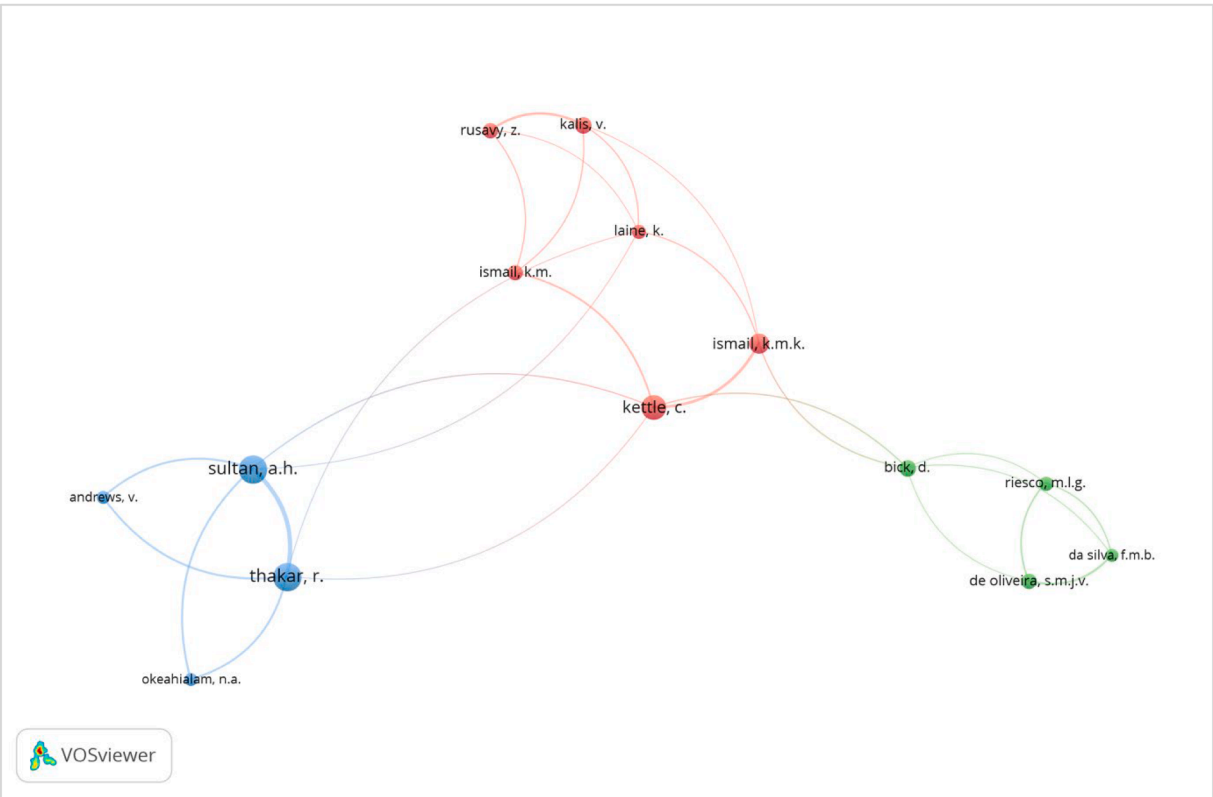 rusavy, z.
kalis, v.
laine, k.
ismail, k.m.
ismail, k.m.k.
kettle, c.
sultan, a.h.
bick, d.
riesco, m.l.g.
andrews, v.
da silva, f.m.b.
thakar, r.
de oliveira, s.m.j.v.
okeahialam, n.a.
VOSviewer